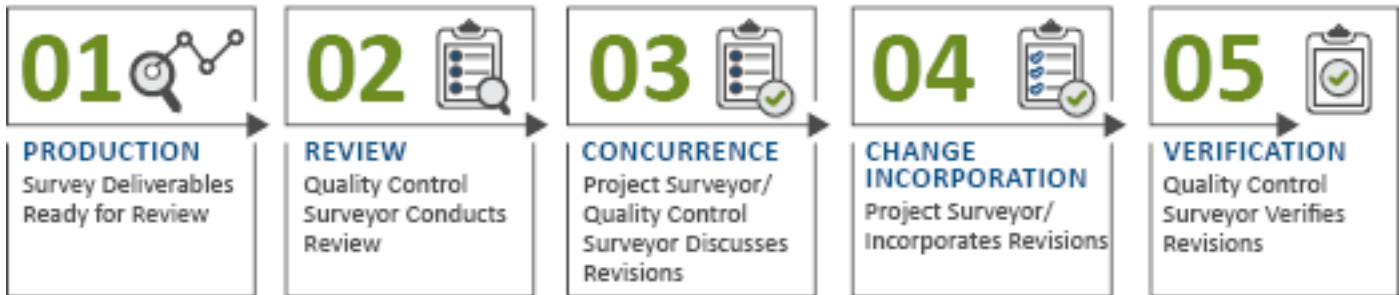 01
PRODUCTION
Survey Deliverables
Ready for Review
02
REVIEW
Quality Control
Surveyor Conducts
Review
03
CONCURRENCE
Project Surveyor/
Quality Control
Surveyor Discusses
Revisions
04
CHANGE
INCORPORATION
Project Surveyor/
Incorporates Revisions
05
VERIFICATION
Quality Control
Surveyor Verifies
Revisions